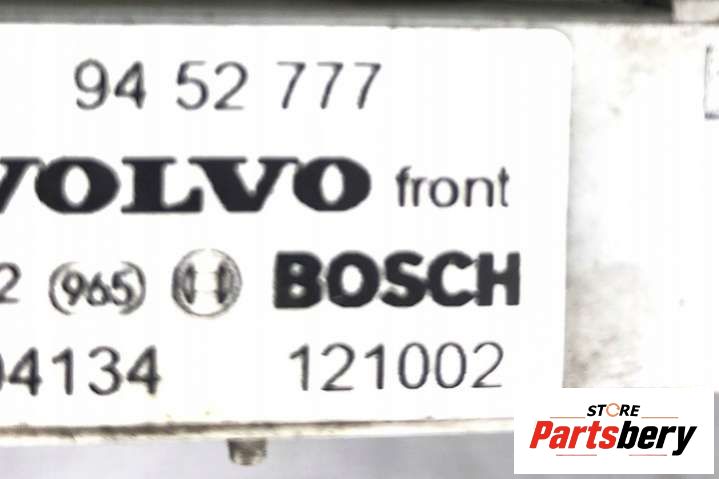 94 52 777
VOLVO front
2 (965) BOSCH
04134 121002
STORE
Partsbery